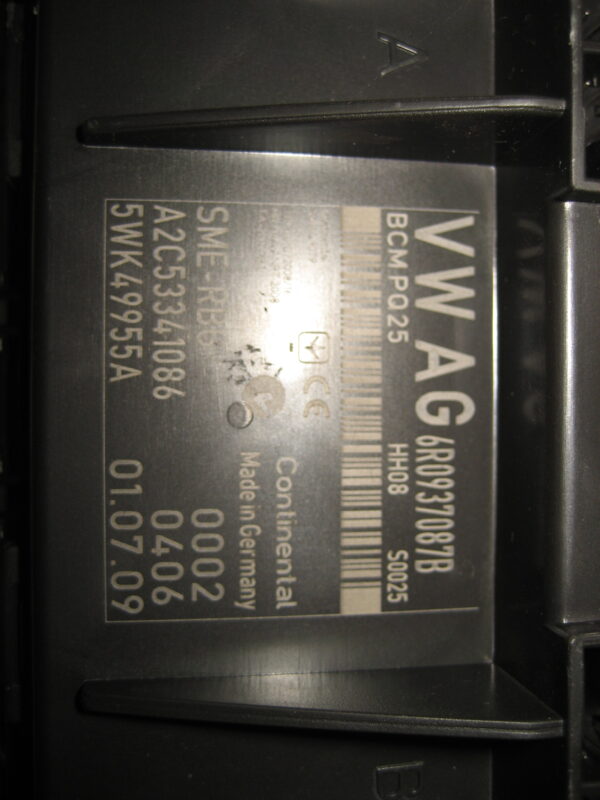 A
VW AG 6R0937087B
BCM PQ25 HH08 S0025
CE
Continental
Made in Germany
SME-RBG 0002
A2C53341086 0406
5WK49955A 01.07.09
B